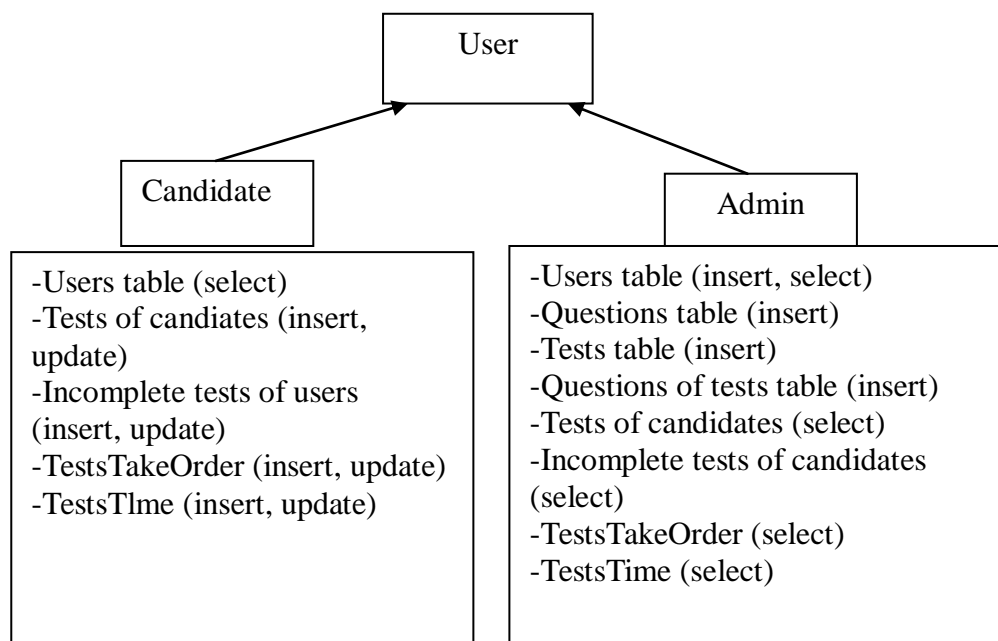 User
Candidate
Admin
-Users table (select)
-Tests of candiates (insert,
update)
-Incomplete tests of users
(insert, update)
-TestsTakeOrder (insert, update)
-TestsTlme (insert, update)
-Users table (insert, select)
-Questions table (insert)
-Tests table (insert)
-Questions of tests table (insert)
-Tests of candidates (select)
-Incomplete tests of candidates
(select)
-TestsTakeOrder (select)
-TestsTime (select)